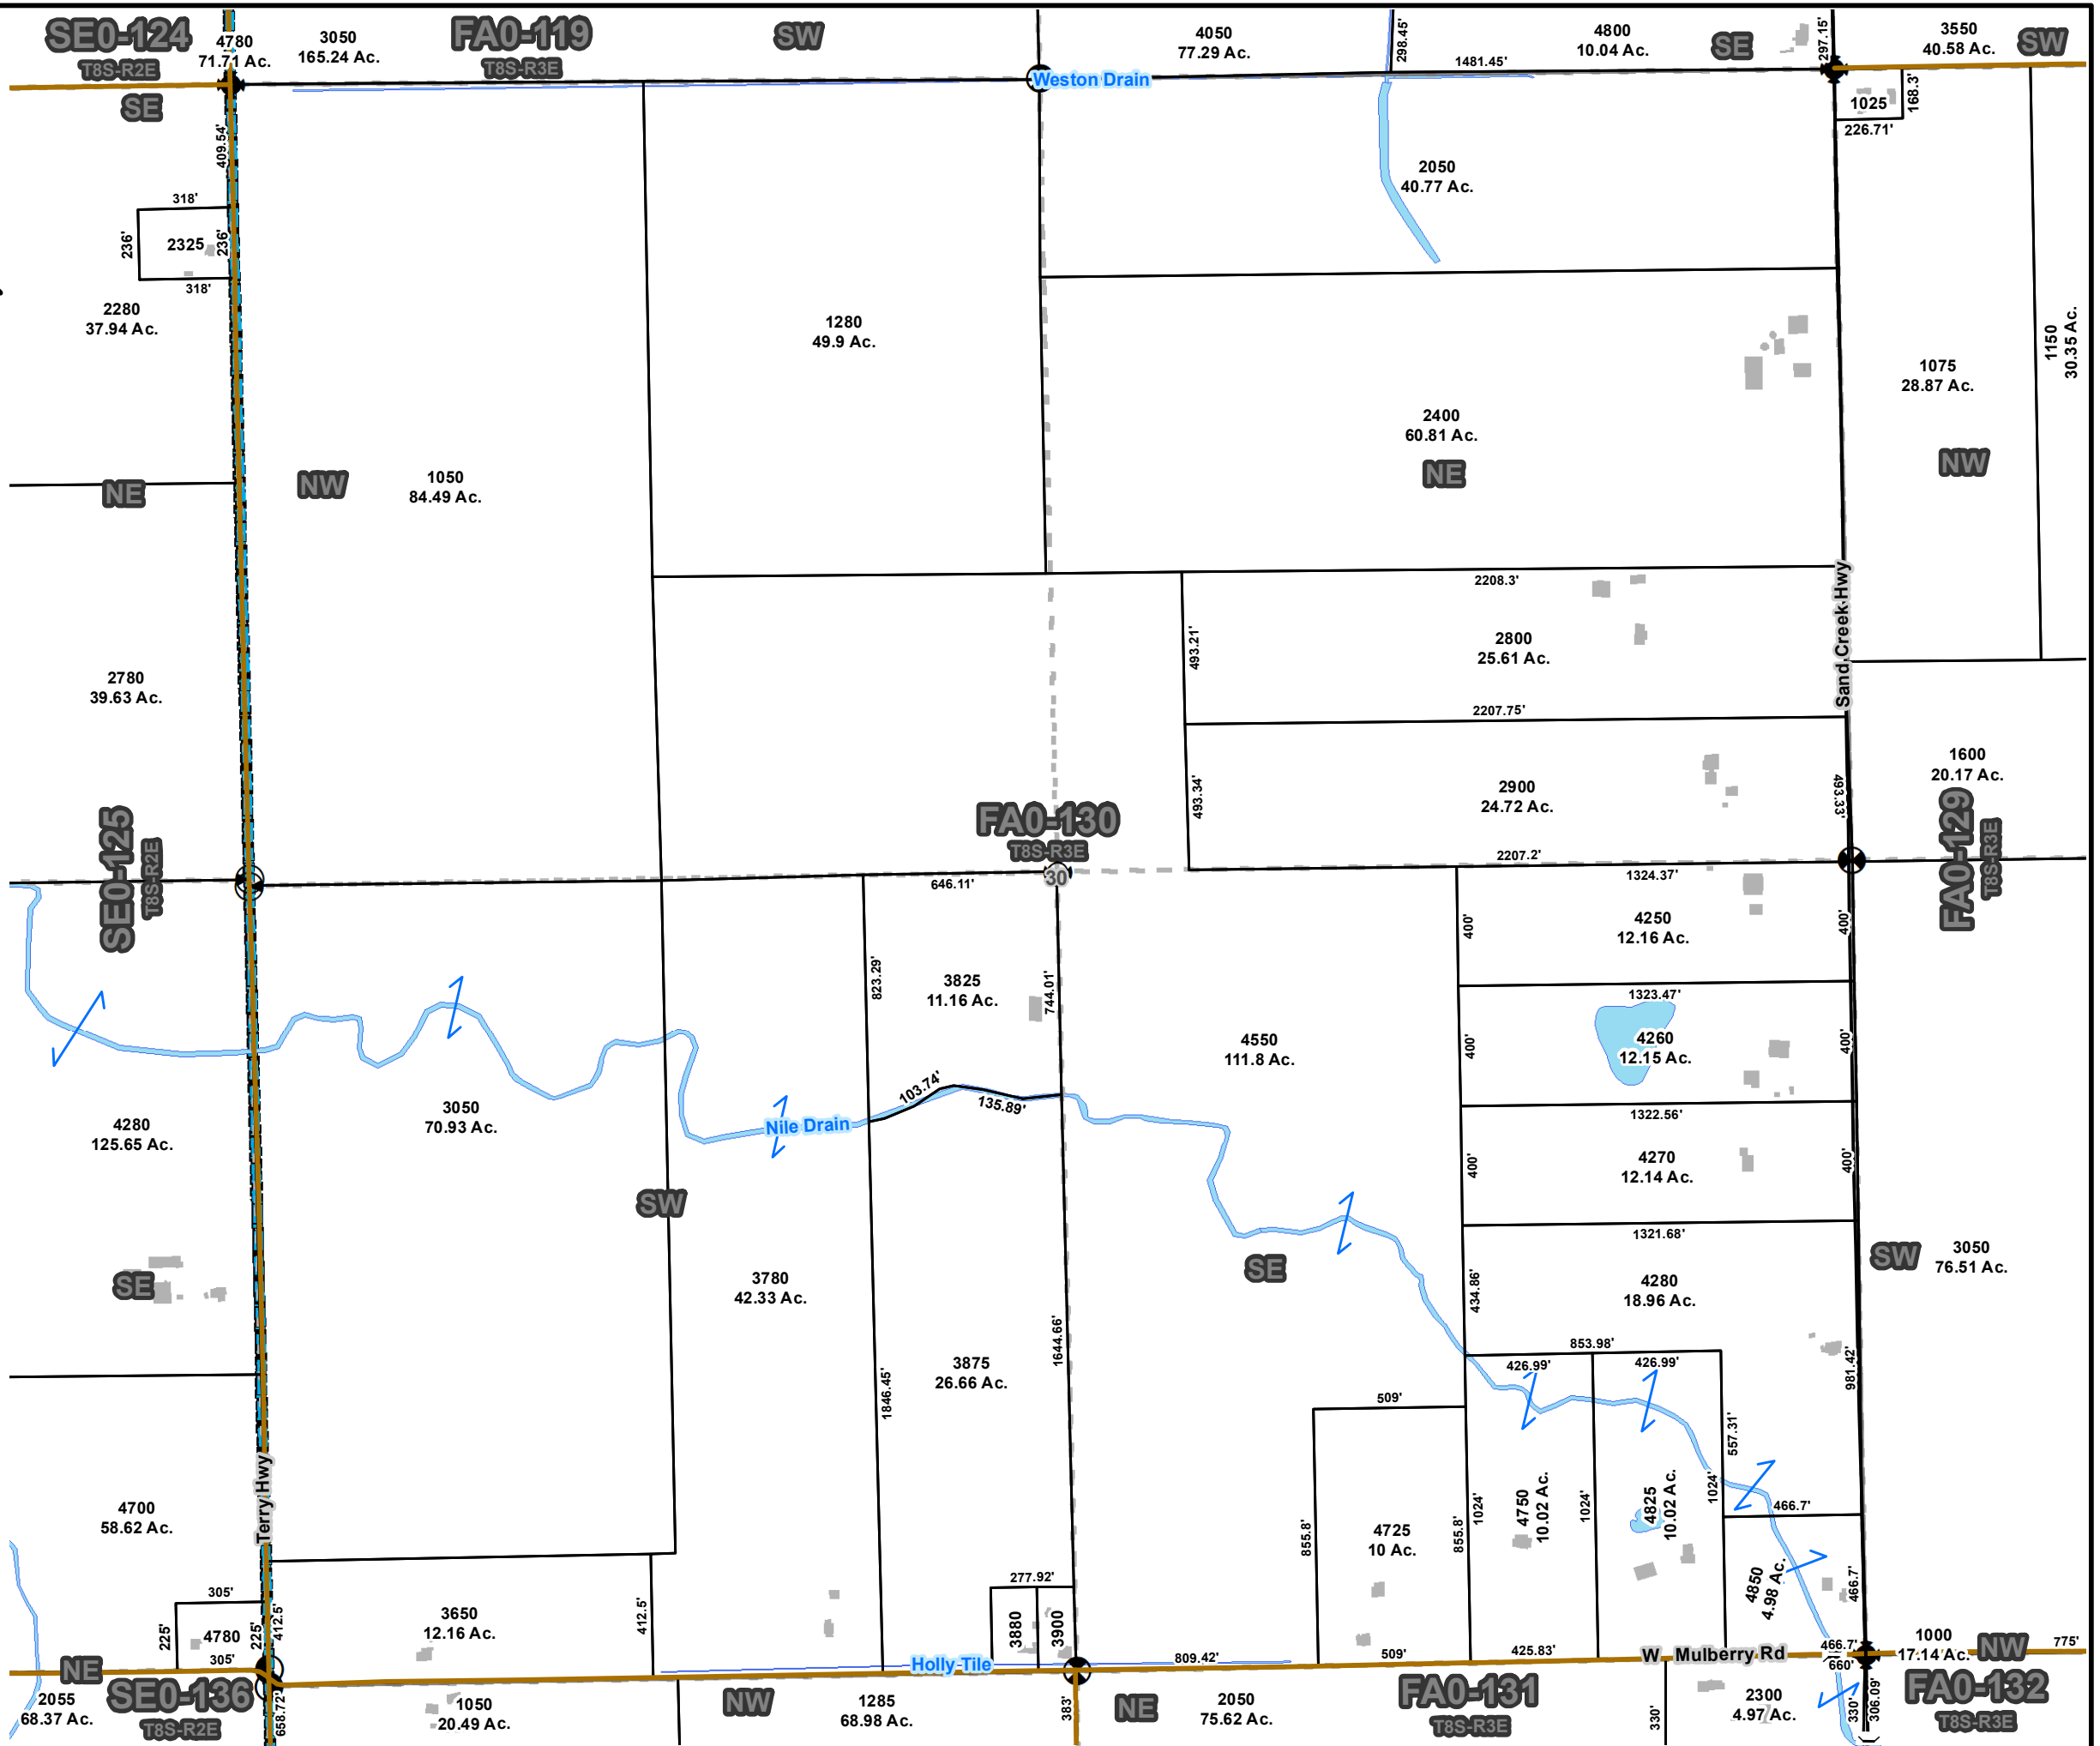 SE0-124
T8S-R2E
4780
71.71 Ac.
3050
165.24 Ac.
FA0-119
T8S-R3E
SW
4050
77.29 Ac.
298.45'
4800
10.04 Ac.
SE
297.15'
3550
40.58 Ac.
SW
1481.45'
Weston Drain
SE
409.54'
1025
168.3'
226.71'
318'
236'
2325
236'
318'
2050
40.77 Ac.
2280
37.94 Ac.
1280
49.9 Ac.
1150
30.35 Ac.
1075
28.87 Ac.
2400
60.81 Ac.
NE
NW
NE
NW
1050
84.49 Ac.
2208.3'
493.21'
2800
25.61 Ac.
Sand Creek Hwy
2780
39.63 Ac.
2207.75'
493.34'
2900
24.72 Ac.
493.33'
1600
20.17 Ac.
FA0-130
T8S-R3E
30
2207.2'
SE0-125
T8S-R2E
FA0-129
T8S-R3E
646.11'
1324.37'
400'
4250
12.16 Ac.
400'
823.29'
3825
11.16 Ac.
744.01'
1323.47'
400'
4260
12.15 Ac.
400'
4550
111.8 Ac.
103.74'
135.89'
Nile Drain
3050
70.93 Ac.
4280
125.65 Ac.
1322.56'
400'
4270
12.14 Ac.
400'
SW
1321.68'
SE
SE
434.86'
4280
18.96 Ac.
SW
3050
76.51 Ac.
3780
42.33 Ac.
1644.66'
853.98'
426.99'
426.99'
981.42'
3875
26.66 Ac.
1846.45'
509'
557.31'
4700
58.62 Ac.
Terry Hwy
855.8'
4725
10 Ac.
855.8'
1024'
4750
10.02 Ac.
1024'
4825
10.02 Ac.
1024'
466.7'
4850
4.98 Ac.
466.7'
305'
225'
4780
225'
305'
412.5'
3650
12.16 Ac.
412.5'
277.92'
3880
3900
Holly Tile
809.42'
509'
425.83'
W Mulberry Rd
466.7'
660'
1000
17.14 Ac.
NW
775'
NE
2055
68.37 Ac.
SE0-136
T8S-R2E
658.72'
1050
20.49 Ac.
NW
1285
68.98 Ac.
383'
NE
2050
75.62 Ac.
FA0-131
T8S-R3E
330'
2300
4.97 Ac.
330'
306.09'
FA0-132
T8S-R3E